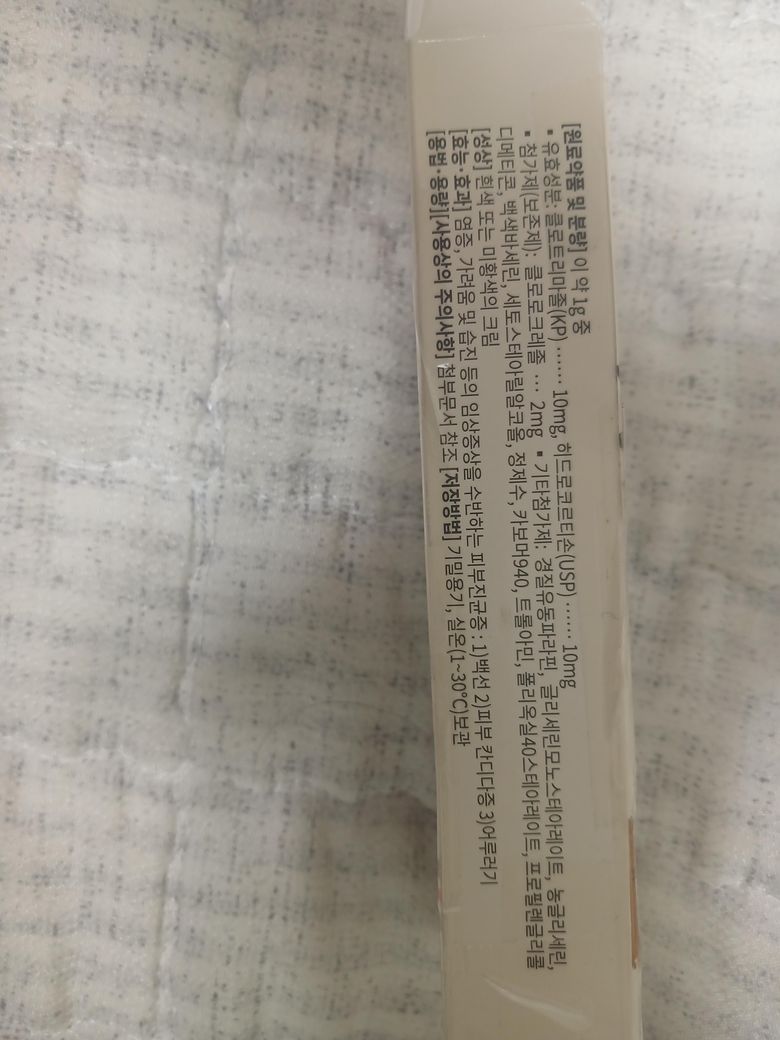 [원료약품 및 분량] 이 약 1g 중
▪ 유효성분: 클로트리마졸(KP) ······ 10mg, 히드로코르티손(USP) ······ 10mg
▪ 첨가제(보존제): 클로로크레졸 ··· 2mg ▪ 기타첨가제: 경질유동파라핀, 글리세린모노스테아레이트, 농글리세린,
디메티콘, 백색바셀린, 세토스테아릴알코올, 정제수, 카보머940, 트롤아민, 폴리옥실40스테아레이트, 프로필렌글리콜
[성상] 흰색 또는 미황색의 크림
[효능·효과] 염증, 가려움 및 습진 등의 임상증상을 수반하는 피부진균증 : 1)백선 2)피부 칸디다증 3)어루러기
[용법·용량][사용상의 주의사항] 첨부문서 참조 [저장방법] 기밀용기, 실온(1~30°C)보관